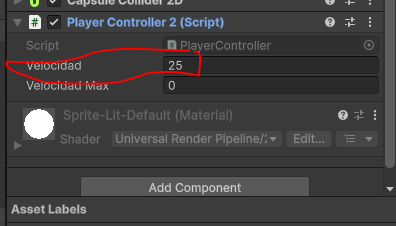 Capsule Collider 2D
Player Controller 2 (Script)
Script PlayerController
Velocidad 25
Velocidad Max 0
Sprite-Lit-Default (Material)
Shader Universal Render Pipeline/ Edit...
Add Component
Asset Labels